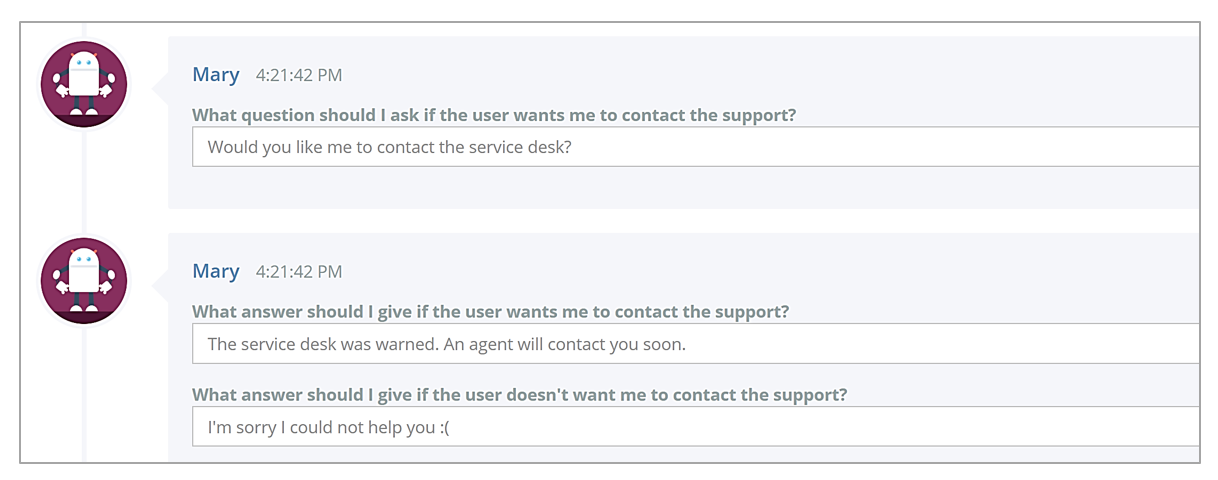 Mary 4:21:42 PM
What question should I ask if the user wants me to contact the support?
Would you like me to contact the service desk?
Mary 4:21:42 PM
What answer should I give if the user wants me to contact the support?
The service desk was warned. An agent will contact you soon.
What answer should I give if the user doesn't want me to contact the support?
I'm sorry I could not help you :(